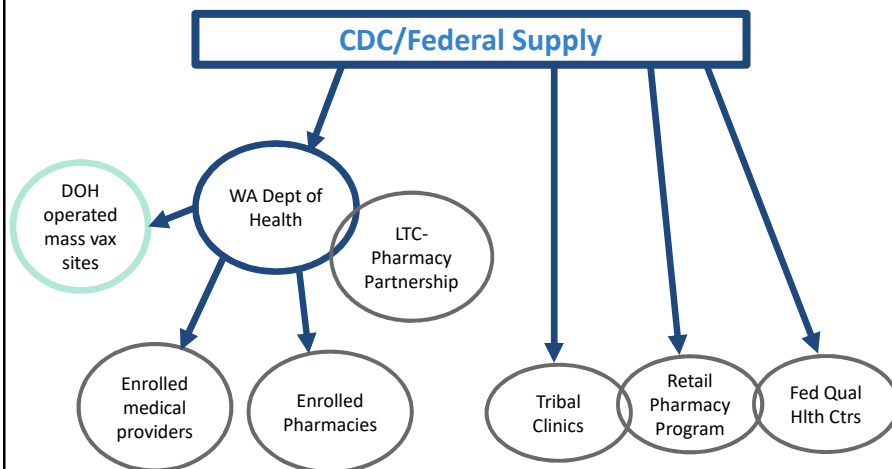 CDC/Federal Supply
DOH
operated
mass vax
sites
WA Dept of
Health
LTC-
Pharmacy
Partnership
Enrolled
medical
providers
Enrolled
Pharmacies
Tribal
Clinics
Retail
Pharmacy
Program
Fed Qual
Hlth Ctrs